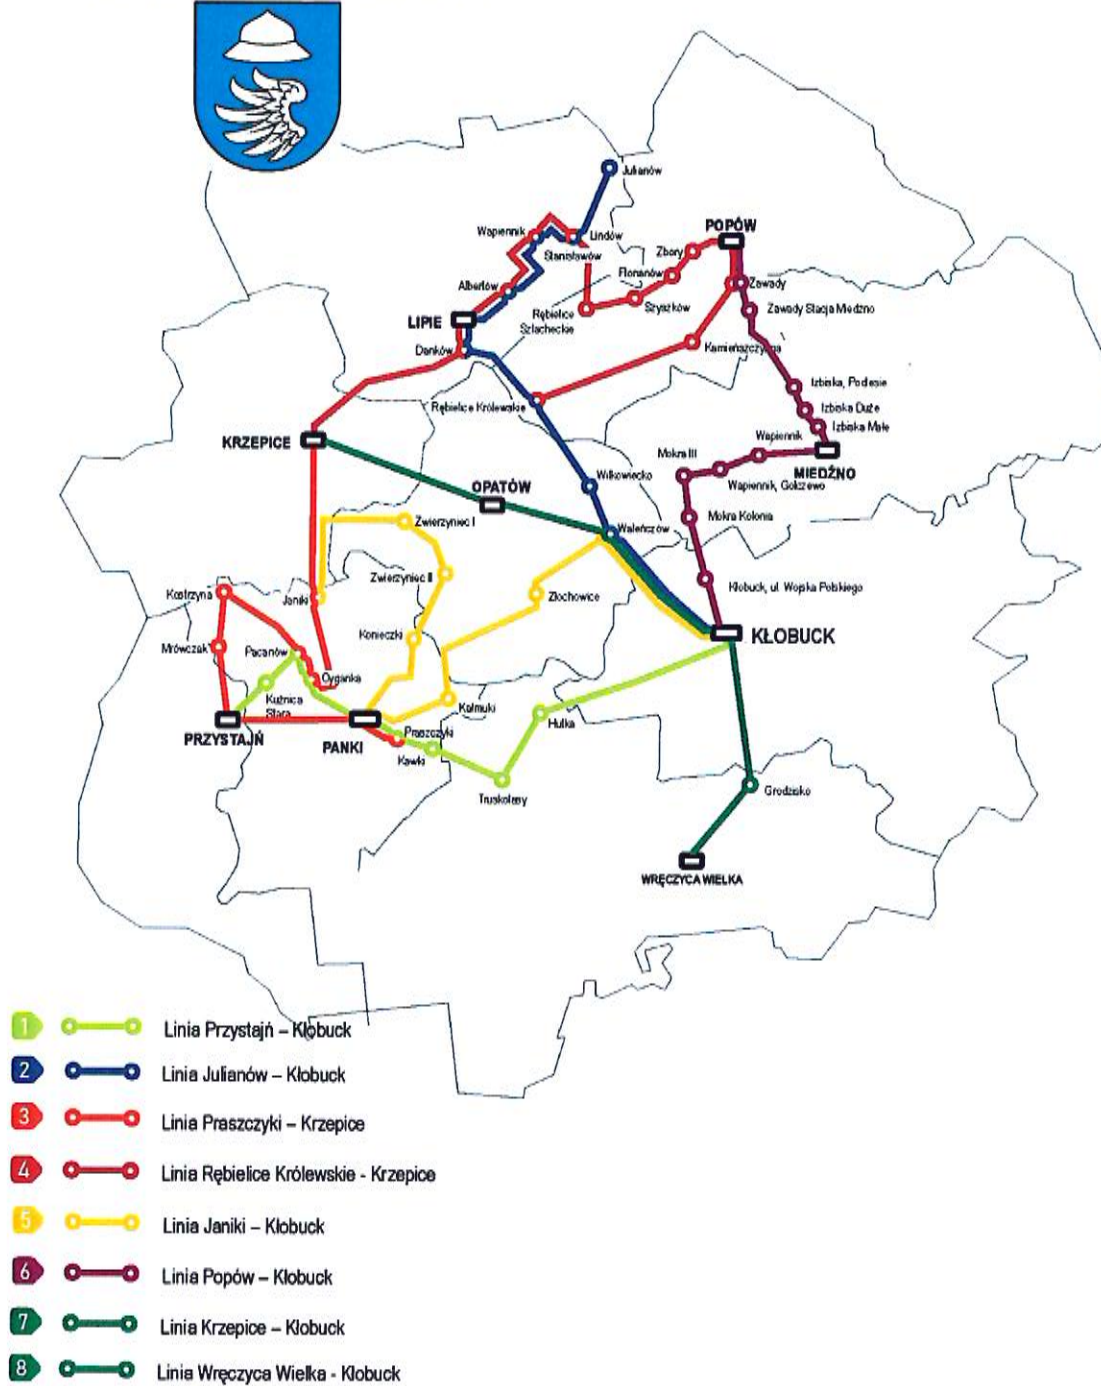 Julianów
POPÓW
Wapiennik
Lindów
Stanisławów
Zbory
Florianów
Zawady
Albertów
Szyszków
Zawady Stacja Miedźno
LIPIE
Rębielice
Szlacheckie
Danków
Kamieńszczyzna
Izbiska, Podlesie
Rębielice Królewskie
Izbiska Duże
Izbiska Małe
KRZEPICE
Wapiennik
Mokra III
MIEDŹNO
Wilkowiecko
Wapiennik, Golczewo
OPATÓW
Mokra Kolonia
Zwierzyniec I
Waleńczów
Zwierzyniec II
Kłobuck, ul. Wojska Polskiego
Kostrzyna
Janiki
Złochowice
KŁOBUCK
Konieczki
Mrówczak
Pacanów
Cyganka
Kuźnica
Stara
Kałmuki
Hutka
PRZYSTAJŃ
PANKI
Praszczyki
Kawki
Truskolasy
Grodzisko
WRĘCZYCA WIELKA
1 Linia Przystajń – Kłobuck
2 Linia Julianów – Kłobuck
3 Linia Praszczyki – Krzepice
4 Linia Rębielice Królewskie - Krzepice
5 Linia Janiki – Kłobuck
6 Linia Popów – Kłobuck
7 Linia Krzepice – Kłobuck
8 Linia Wręczyca Wielka - Kłobuck